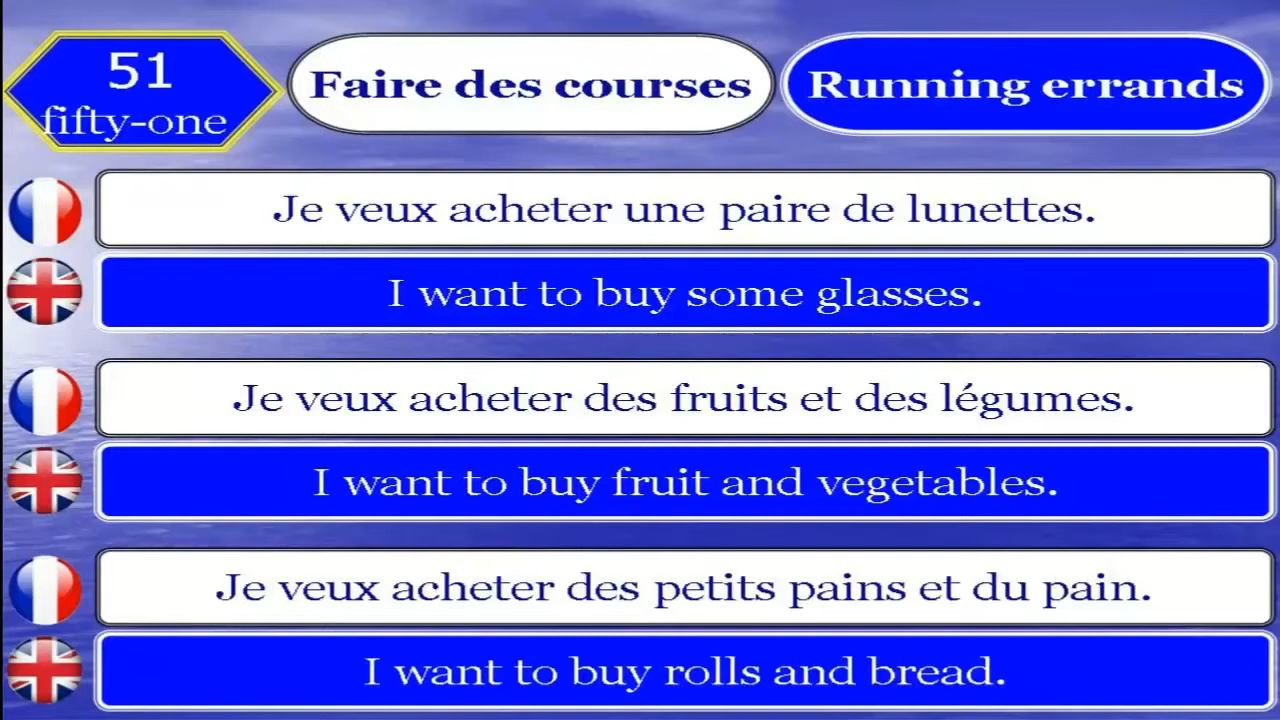 51
fifty-one
Faire des courses
Running errands
Je veux acheter une paire de lunettes.
I want to buy some glasses.
Je veux acheter des fruits et des légumes.
I want to buy fruit and vegetables.
Je veux acheter des petits pains et du pain.
I want to buy rolls and bread.